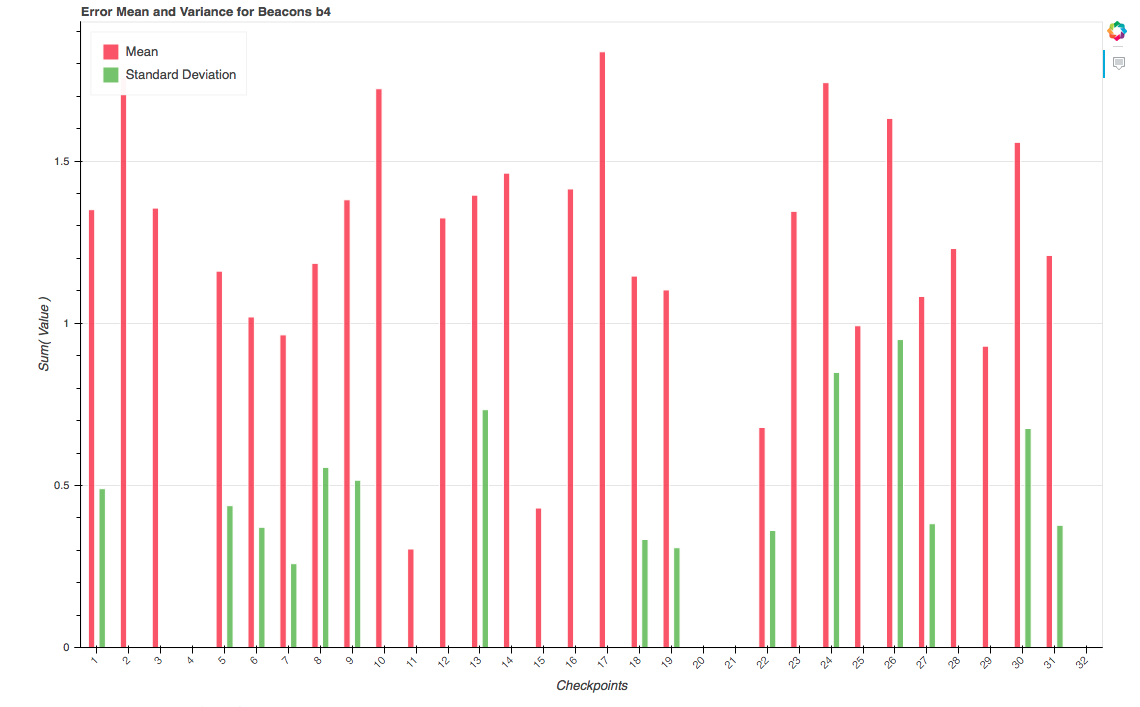 Error Mean and Variance for Beacons b4
Mean
Standard Deviation
1.5
1
0.5
0
Sum( Value )
1 2 3 4 5 6 7 8 9 10 11 12 13 14 15 16 17 18 19 20 21 22 23 24 25 26 27 28 29 30 31 32
Checkpoints